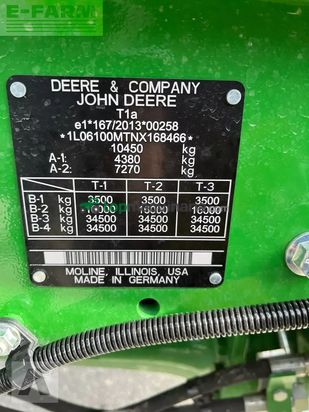 E-FARM
DEERE & COMPANY
JOHN DEERE
T1a
e1*167/2013*00258
*1L06100MTNX168466*
10450 kg
A-1: 4380 kg
A-2: 7270 kg
T-1 T-2 T-3
B-1 kg 3500 3500 3500
B-2 kg 16000 16000
B-3 kg 34500 34500 34500
B-4 kg 34500 34500 34500
MOLINE, ILLINOIS, USA
MADE IN GERMANY